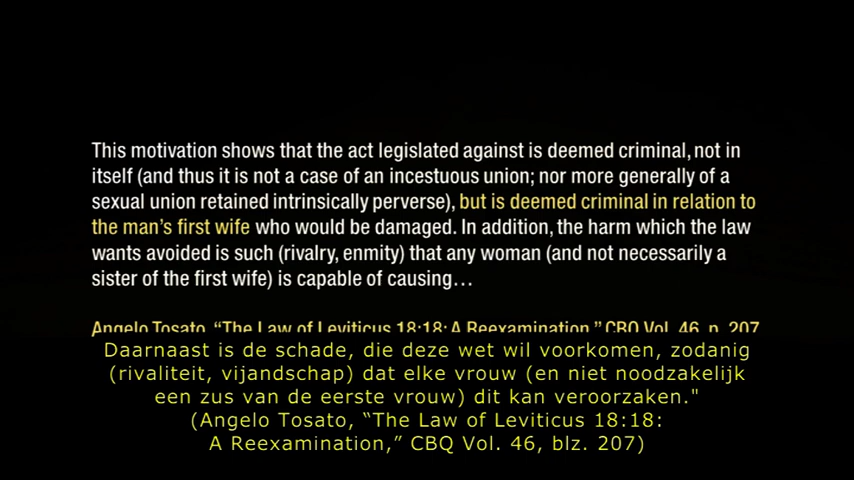 This motivation shows that the act legislated against is deemed criminal, not in
itself (and thus it is not a case of an incestuous union; nor more generally of a
sexual union retained intrinsically perverse), but is deemed criminal in relation to
the man's first wife who would be damaged. In addition, the harm which the law
wants avoided is such (rivalry, enmity) that any woman (and not necessarily a
sister of the first wife) is capable of causing…
Angelo Tosato, “The Law of Leviticus 18:18: A Reexamination,” CBQ Vol. 46, p. 207
Daarnaast is de schade, die deze wet wil voorkomen, zodanig
(rivaliteit, vijandschap) dat elke vrouw (en niet noodzakelijk
een zus van de eerste vrouw) dit kan veroorzaken."
(Angelo Tosato, “The Law of Leviticus 18:18:
A Reexamination,” CBQ Vol. 46, blz. 207)